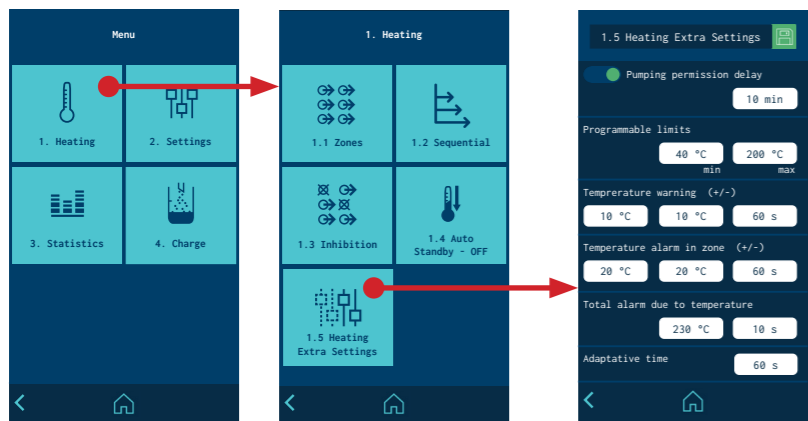 Menu
1. Heating
2. Settings
3. Statistics
4. Charge
1. Heating
1.1 Zones
1.2 Sequential
1.3 Inhibition
1.4 Auto
Standby - OFF
1.5 Heating
Extra Settings
1.5 Heating Extra Settings
Pumping permission delay
10 min
Programmable limits
40 °C
200 °C
min
max
Temprerature warning (+/-)
10 °C
10 °C
60 s
Temperature alarm in zone (+/-)
20 °C
20 °C
60 s
Total alarm due to temperature
230 °C
10 s
Adaptative time
60 s